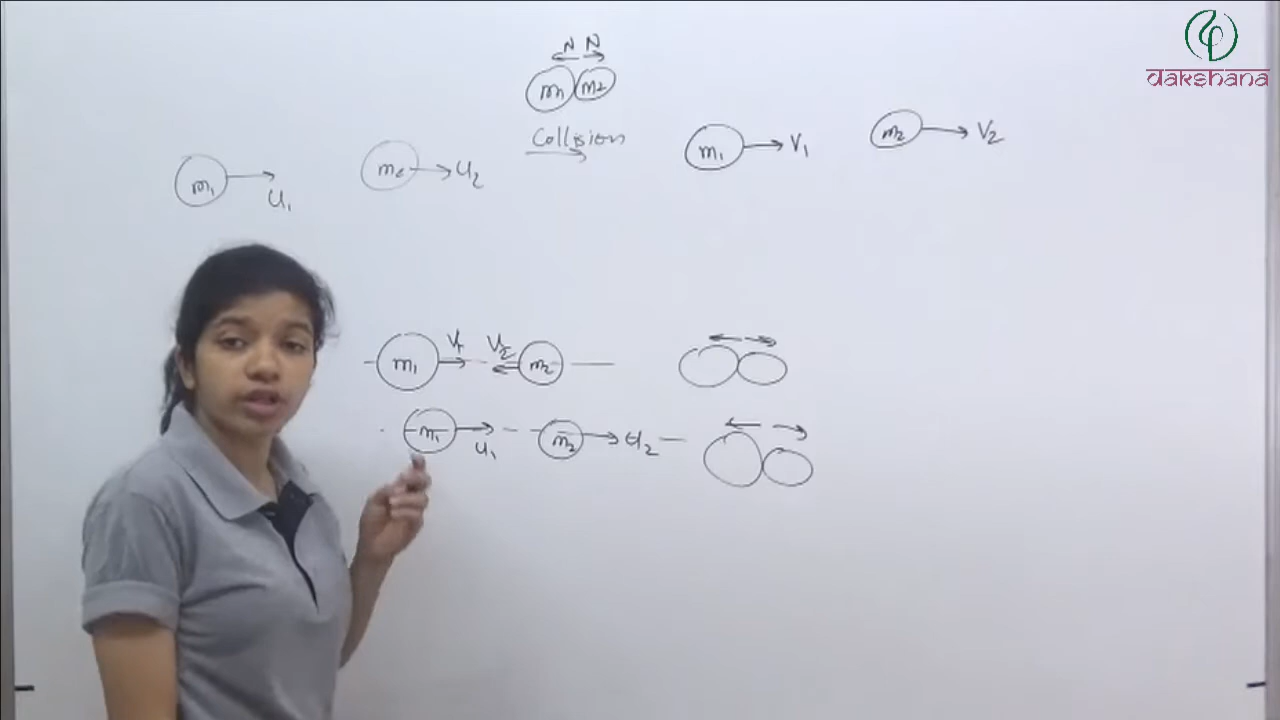 N N
m1 m2
Collision
m1 u1 m2 u2
m1 v1 m2 v2
m1 v1 v2 m2
m1 u1 m2 u2
dakshana